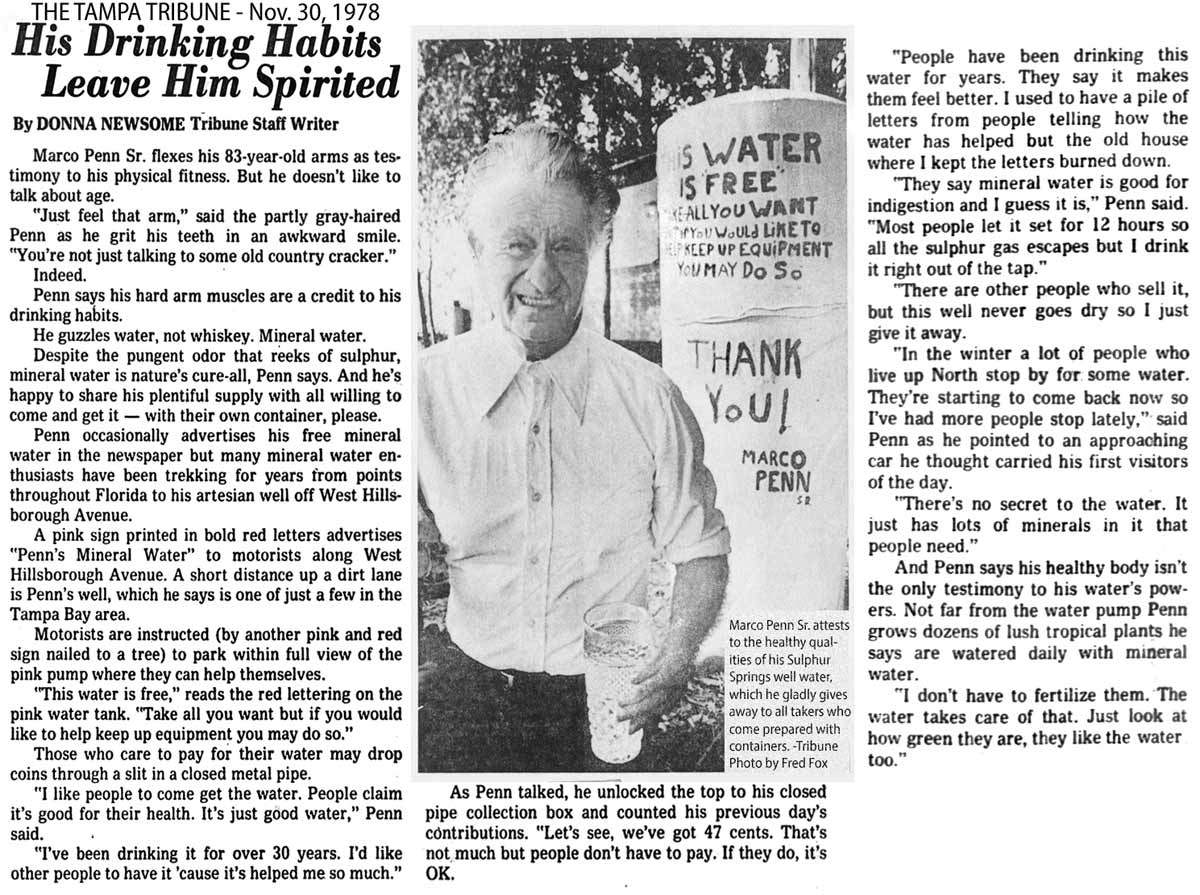 THE TAMPA TRIBUNE - Nov. 30, 1978
His Drinking Habits
Leave Him Spirited
By DONNA NEWSOME Tribune Staff Writer
Marco Penn Sr. flexes his 83-year-old arms as tes-
timony to his physical fitness. But he doesn't like to
talk about age.
"Just feel that arm," said the partly gray-haired
Penn as he grit his teeth in an awkward smile.
"You're not just talking to some old country cracker."
Indeed.
Penn says his hard arm muscles are a credit to his
drinking habits.
He guzzles water, not whiskey. Mineral water.
Despite the pungent odor that reeks of sulphur,
mineral water is nature's cure-all, Penn says. And he's
happy to share his plentiful supply with all willing to
come and get it — with their own container, please.
Penn occasionally advertises his free mineral
water in the newspaper but many mineral water en-
thusiasts have been trekking for years from points
throughout Florida to his artesian well off West Hills-
borough Avenue.
A pink sign printed in bold red letters advertises
"Penn's Mineral Water" to motorists along West
Hillsborough Avenue. A short distance up a dirt lane
is Penn's well, which he says is one of just a few in the
Tampa Bay area.
Motorists are instructed (by another pink and red
sign nailed to a tree) to park within full view of the
pink pump where they can help themselves.
"This water is free," reads the red lettering on the
pink water tank. "Take all you want but if you would
like to help keep up equipment you may do so."
Those who care to pay for their water may drop
coins through a slit in a closed metal pipe.
"I like people to come get the water. People claim
it's good for their health. It's just good water," Penn
said.
"I've been drinking it for over 30 years. I'd like
other people to have it 'cause it's helped me so much."
IS WATER
IS "FREE"
KE-ALL YOU WANT
IF YOU WOULD LIKE TO
ELP KEEP UP EQUIPMENT
YOU MAY DO SO
THANK
YOU!
MARCO
PENN
SR
Marco Penn Sr. attests
to the healthy qual-
ities of his Sulphur
Springs well water,
which he gladly gives
away to all takers who
come prepared with
containers. -Tribune
Photo by Fred Fox
As Penn talked, he unlocked the top to his closed
pipe collection box and counted his previous day's
contributions. "Let's see, we've got 47 cents. That's
not much but people don't have to pay. If they do, it's
OK.
"People have been drinking this
water for years. They say it makes
them feel better. I used to have a pile of
letters from people telling how the
water has helped but the old house
where I kept the letters burned down.
"They say mineral water is good for
indigestion and I guess it is," Penn said.
"Most people let it set for 12 hours so
all the sulphur gas escapes but I drink
it right out of the tap."
"There are other people who sell it,
but this well never goes dry so I just
give it away.
"In the winter a lot of people who
live up North stop by for some water.
They're starting to come back now so
I've had more people stop lately," said
Penn as he pointed to an approaching
car he thought carried his first visitors
of the day.
"There's no secret to the water. It
just has lots of minerals in it that
people need."
And Penn says his healthy body isn't
the only testimony to his water's pow-
ers. Not far from the water pump Penn
grows dozens of lush tropical plants he
says are watered daily with mineral
water.
"I don't have to fertilize them. The
water takes care of that. Just look at
how green they are, they like the water
too."